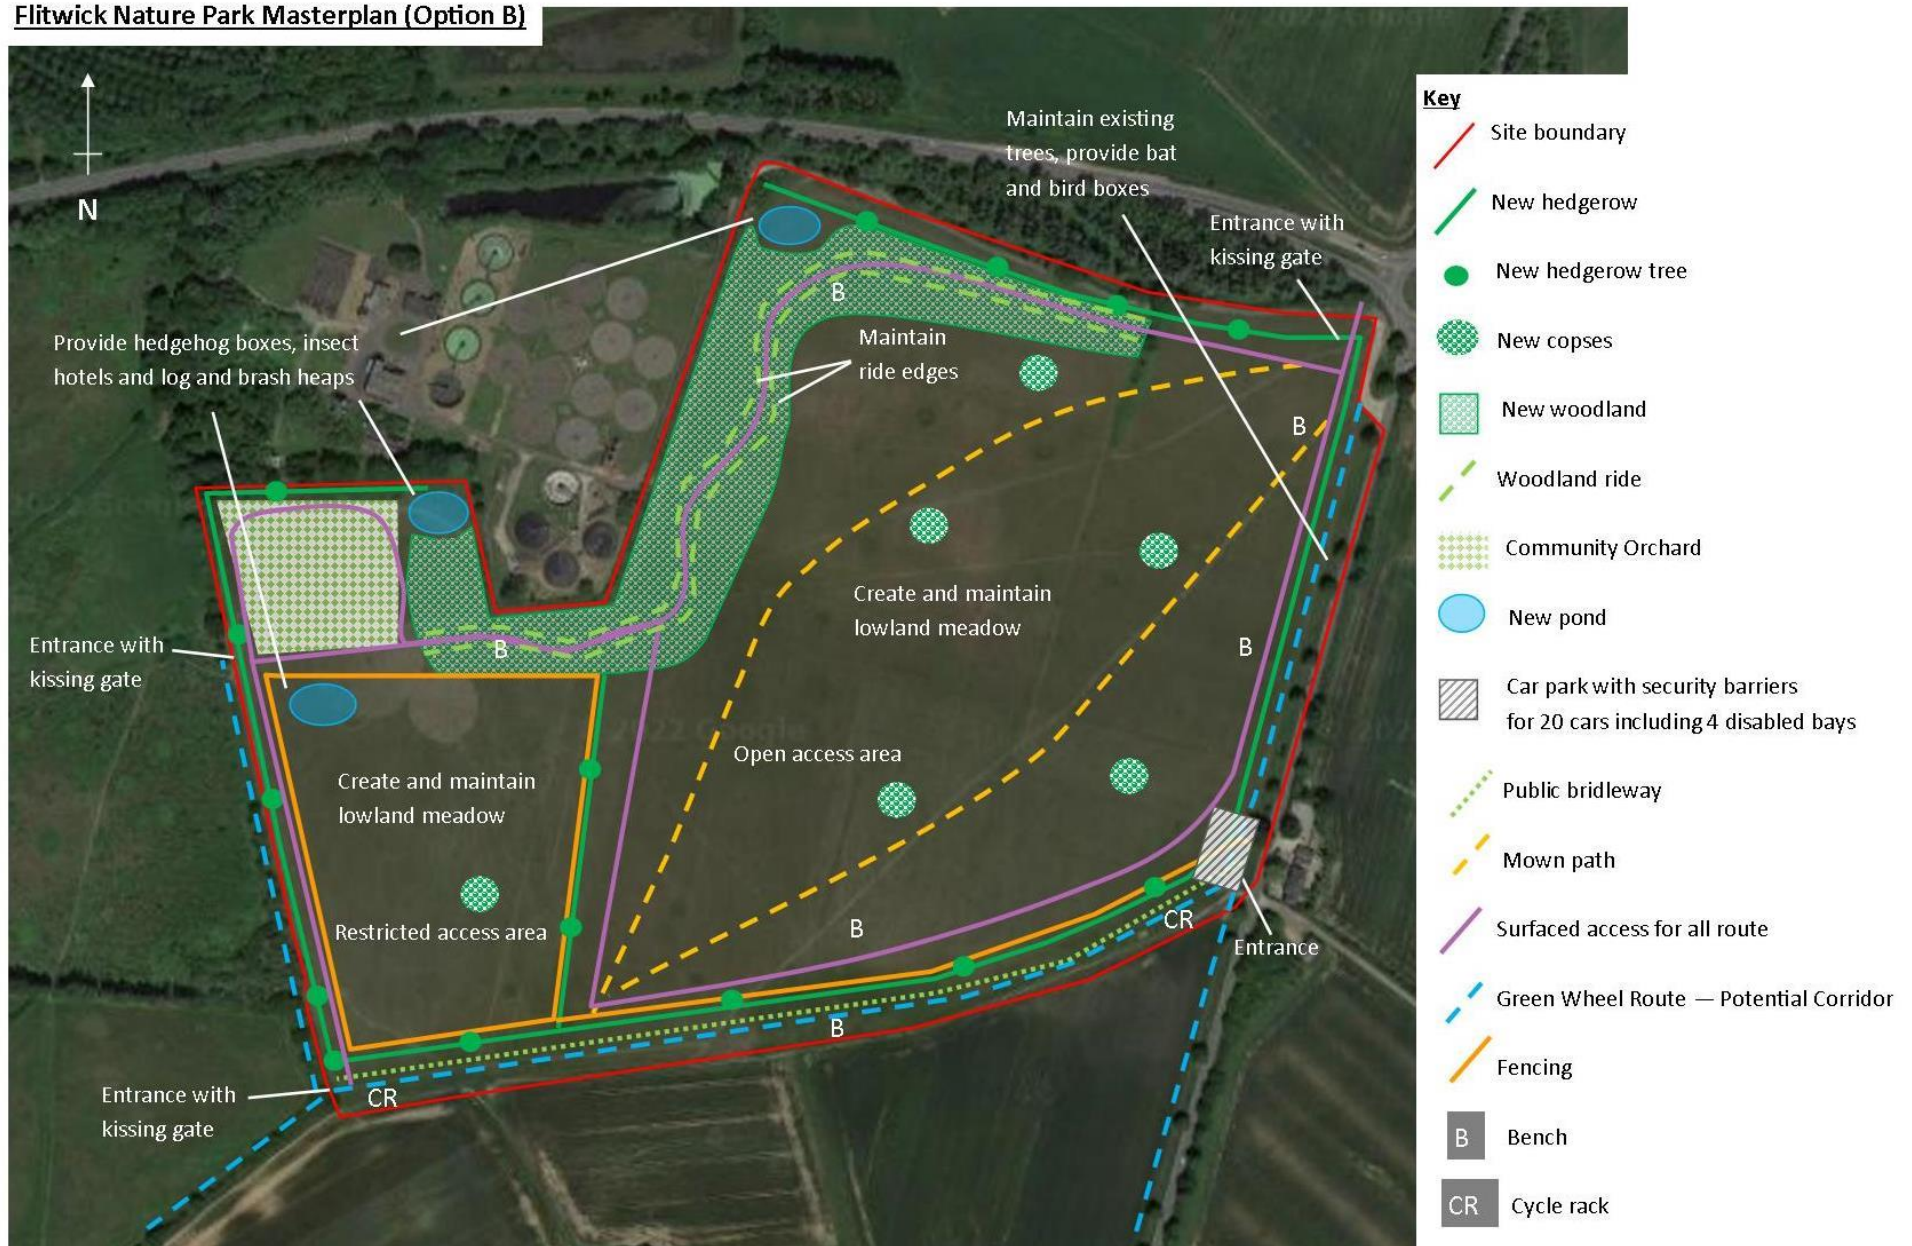 Flitwick Nature Park Masterplan (Option B)
N
Maintain existing
trees, provide bat
and bird boxes
Entrance with
kissing gate
B
Maintain
ride edges
Provide hedgehog boxes, insect
hotels and log and brash heaps
B
Create and maintain
lowland meadow
Entrance with
kissing gate
B
B
2022 Google
Open access area
Create and maintain
lowland meadow
Restricted access area
B
CR
Entrance
B
Entrance with
kissing gate
CR
Key
Site boundary
New hedgerow
New hedgerow tree
New copses
New woodland
Woodland ride
Community Orchard
New pond
Car park with security barriers
for 20 cars including 4 disabled bays
Public bridleway
Mown path
Surfaced access for all route
Green Wheel Route — Potential Corridor
Fencing
B
Bench
CR
Cycle rack